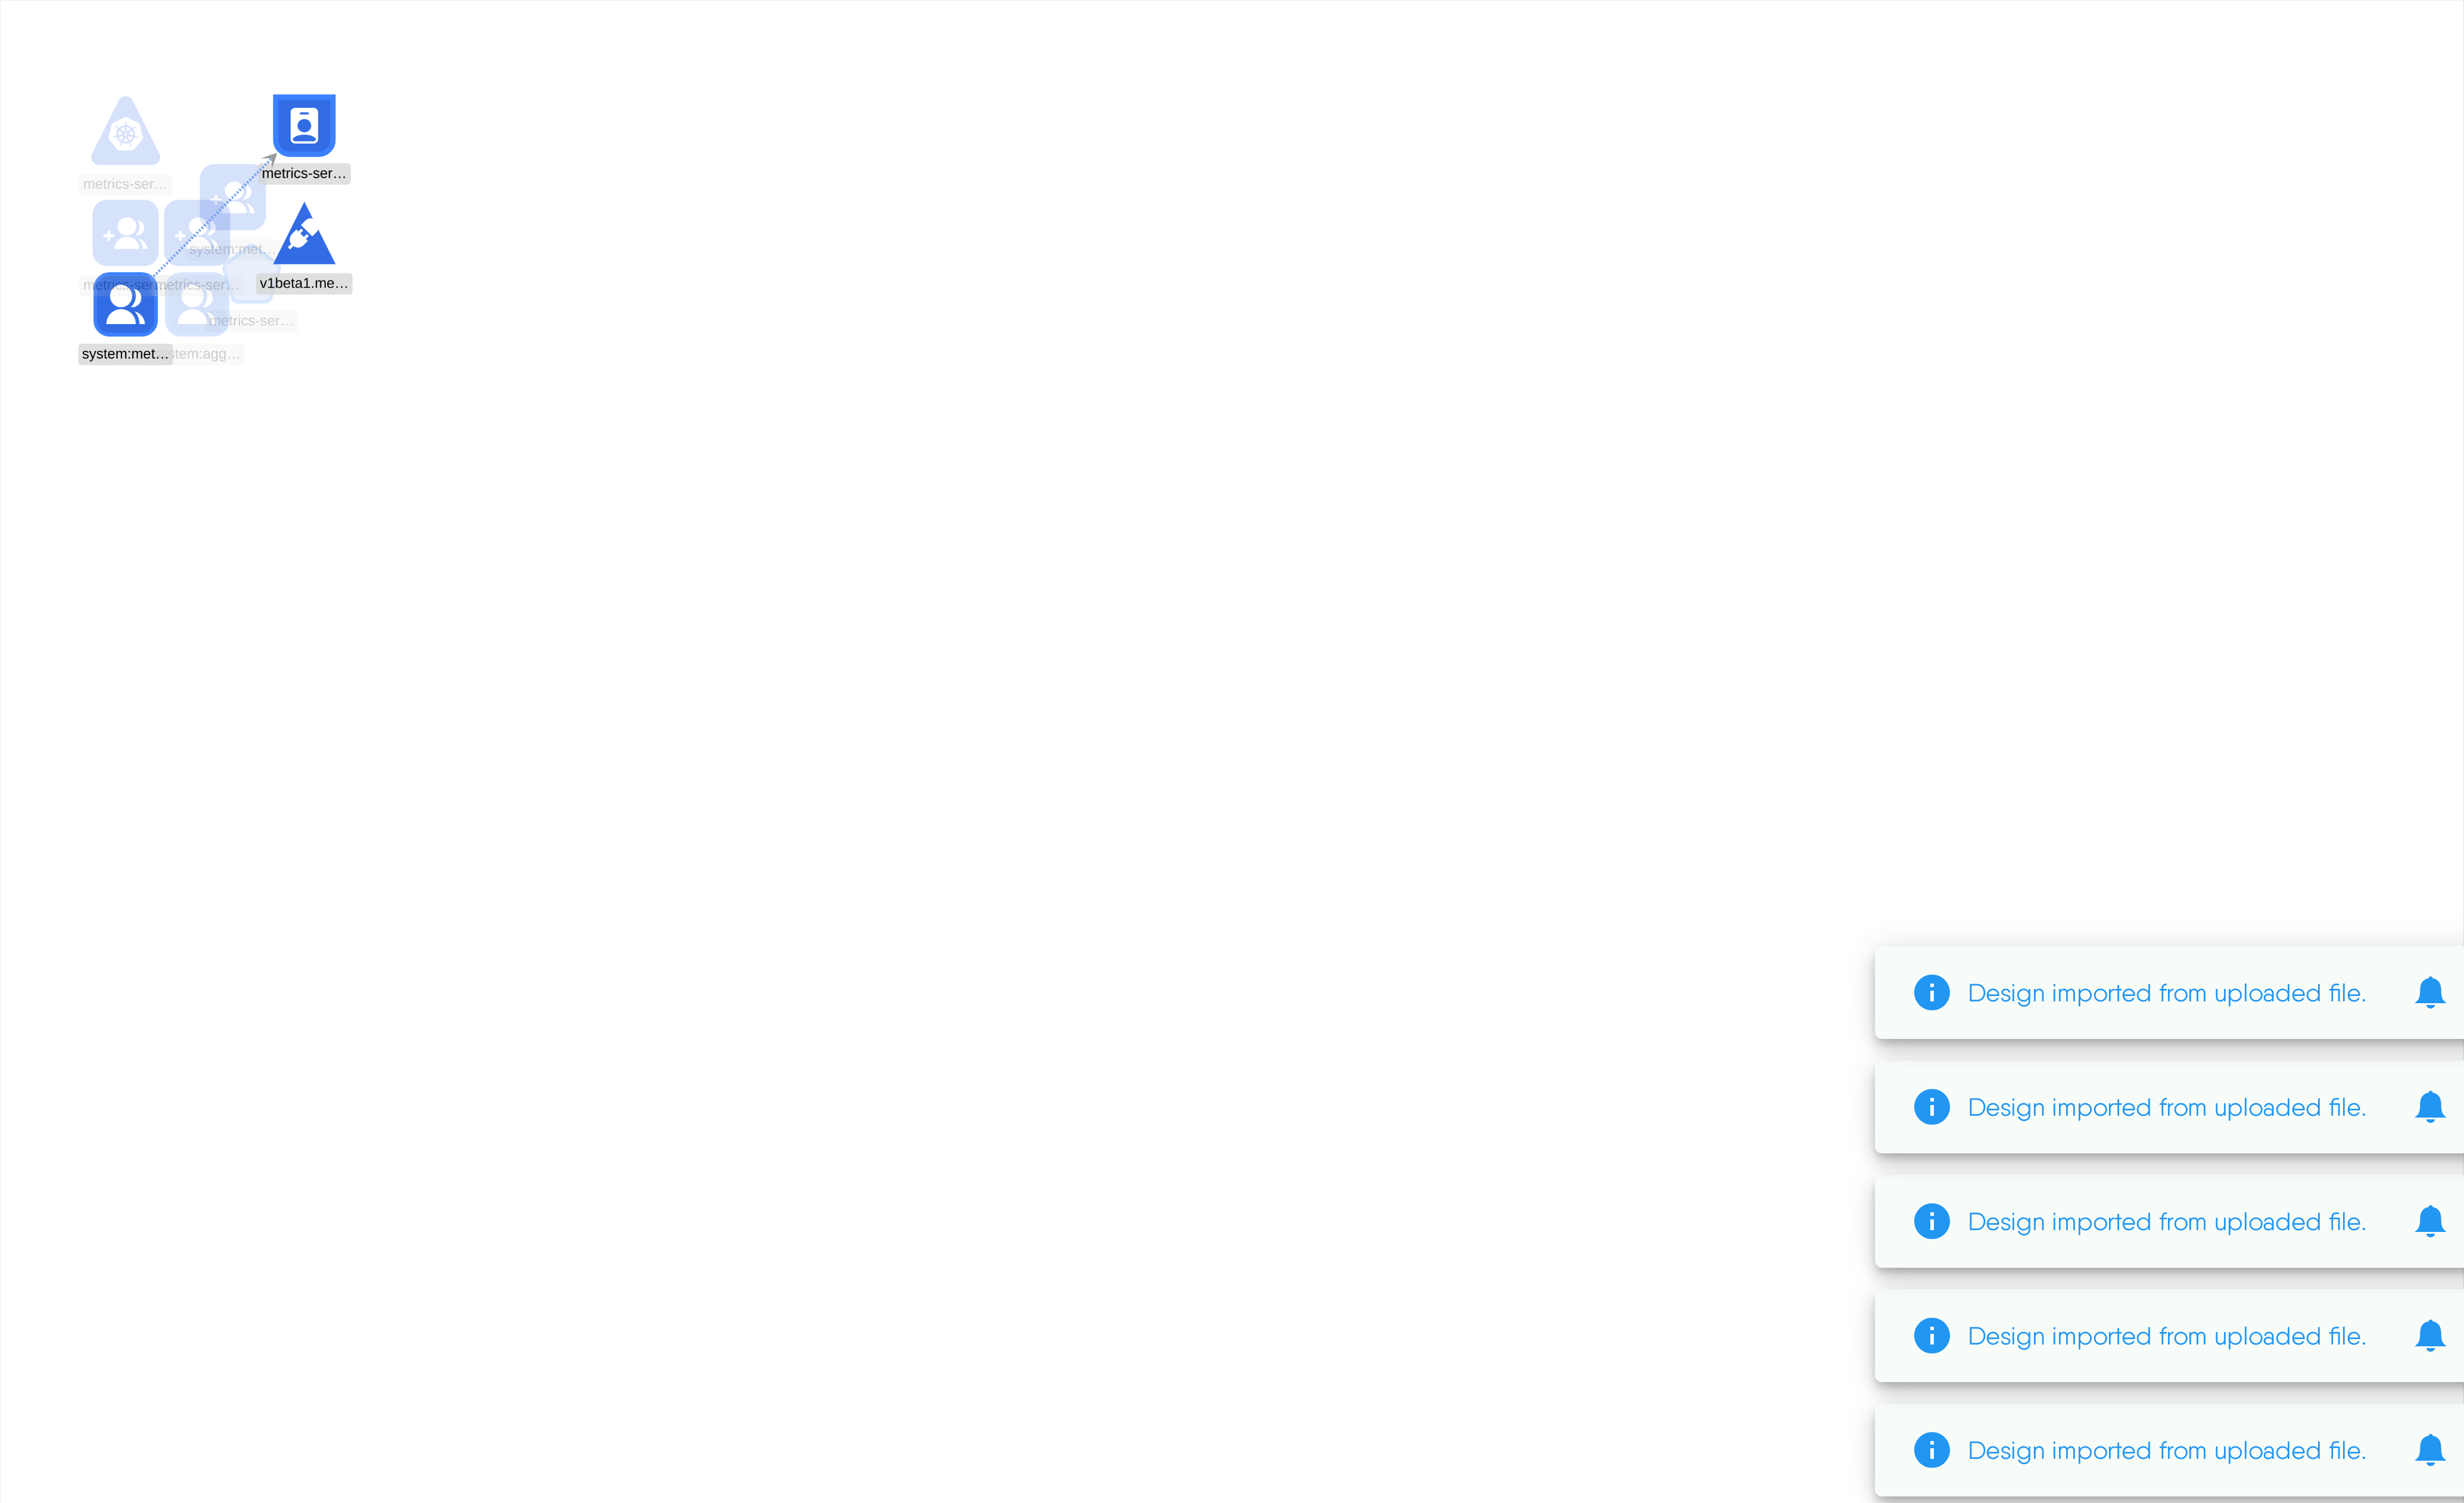 metrics-ser...
metrics-ser...
system:met...
metrics-ser...
metrics-ser...
v1beta1.me...
metrics-ser...
system:met...
stem:agg...
Design imported from uploaded file.
Design imported from uploaded file.
Design imported from uploaded file.
Design imported from uploaded file.
Design imported from uploaded file.